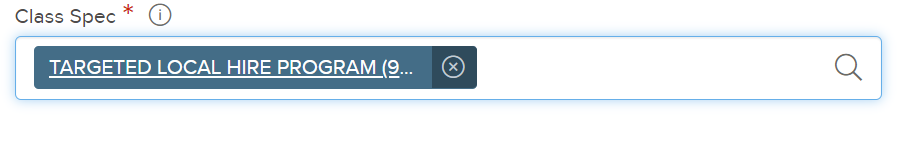 Class Spec *
TARGETED LOCAL HIRE PROGRAM (9...